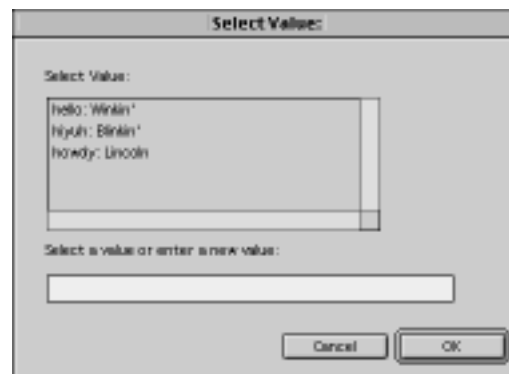 Select Value:
Select Value:
hello: Winkin'
hiyuh: Blinkin'
howdy: Lincoln
Select a value or enter a new value:
Cancel
OK